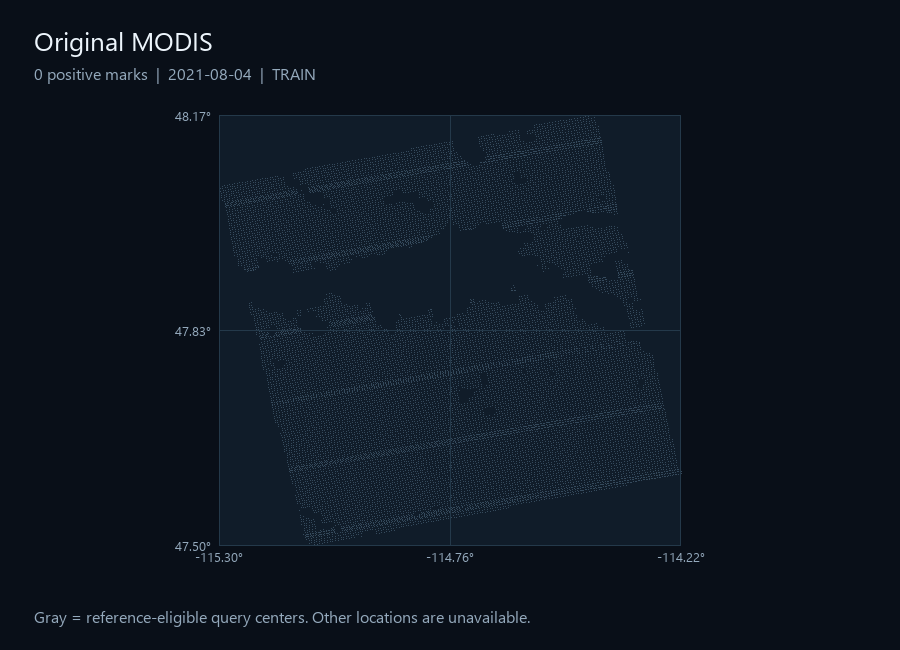 Original MODIS
0 positive marks | 2021-08-04 | TRAIN
48.17°
47.83°
47.50°
-115.30°
-114.76°
-114.22°
Gray = reference-eligible query centers. Other locations are unavailable.